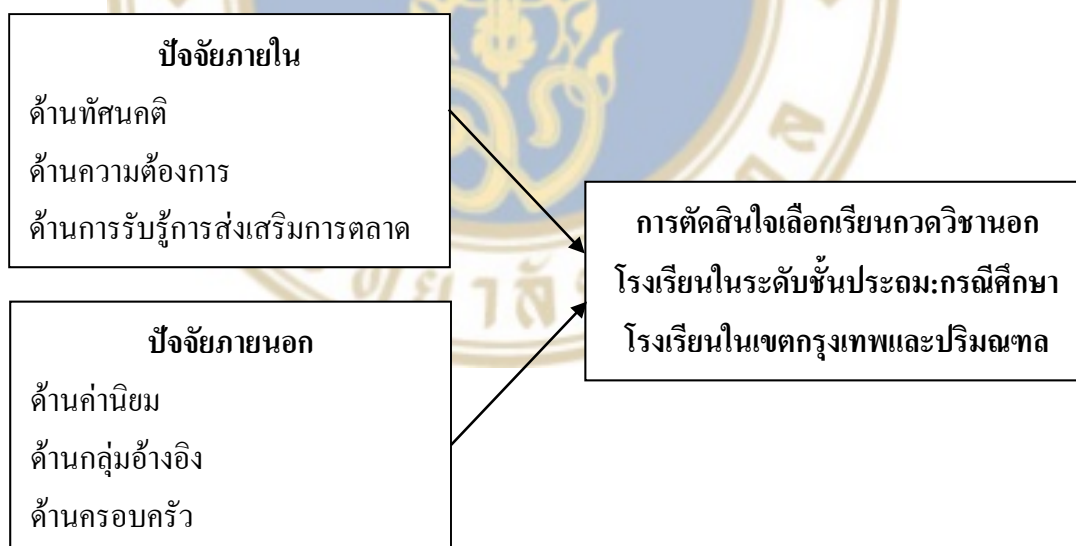 ปัจจัยภายใน
ด้านทัศนคติ
ด้านความต้องการ
ด้านการรับรู้การส่งเสริมการตลาด
การตัดสินใจเลือกเรียนกวดวิชานอก
โรงเรียนในระดับชั้นประถม:กรณีศึกษา
โรงเรียนในเขตกรุงเทพและปริมณฑล
ปัจจัยภายนอก
ด้านค่านิยม
ด้านกลุ่มอ้างอิง
ด้านครอบครัว